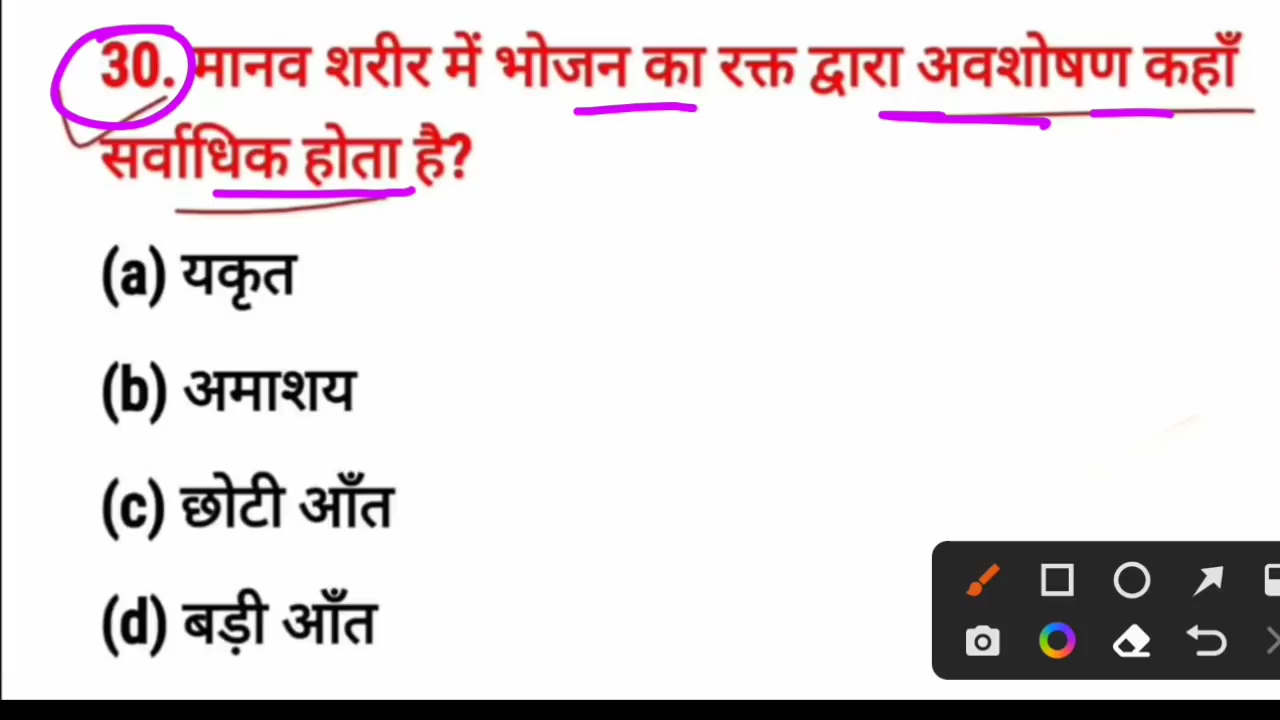 30. मानव शरीर में भोजन का रक्त द्वारा अवशोषण कहाँ
सर्वाधिक होता है?
(a) यकृत
(b) अमाशय
(c) छोटी आँत
(d) बड़ी आँत